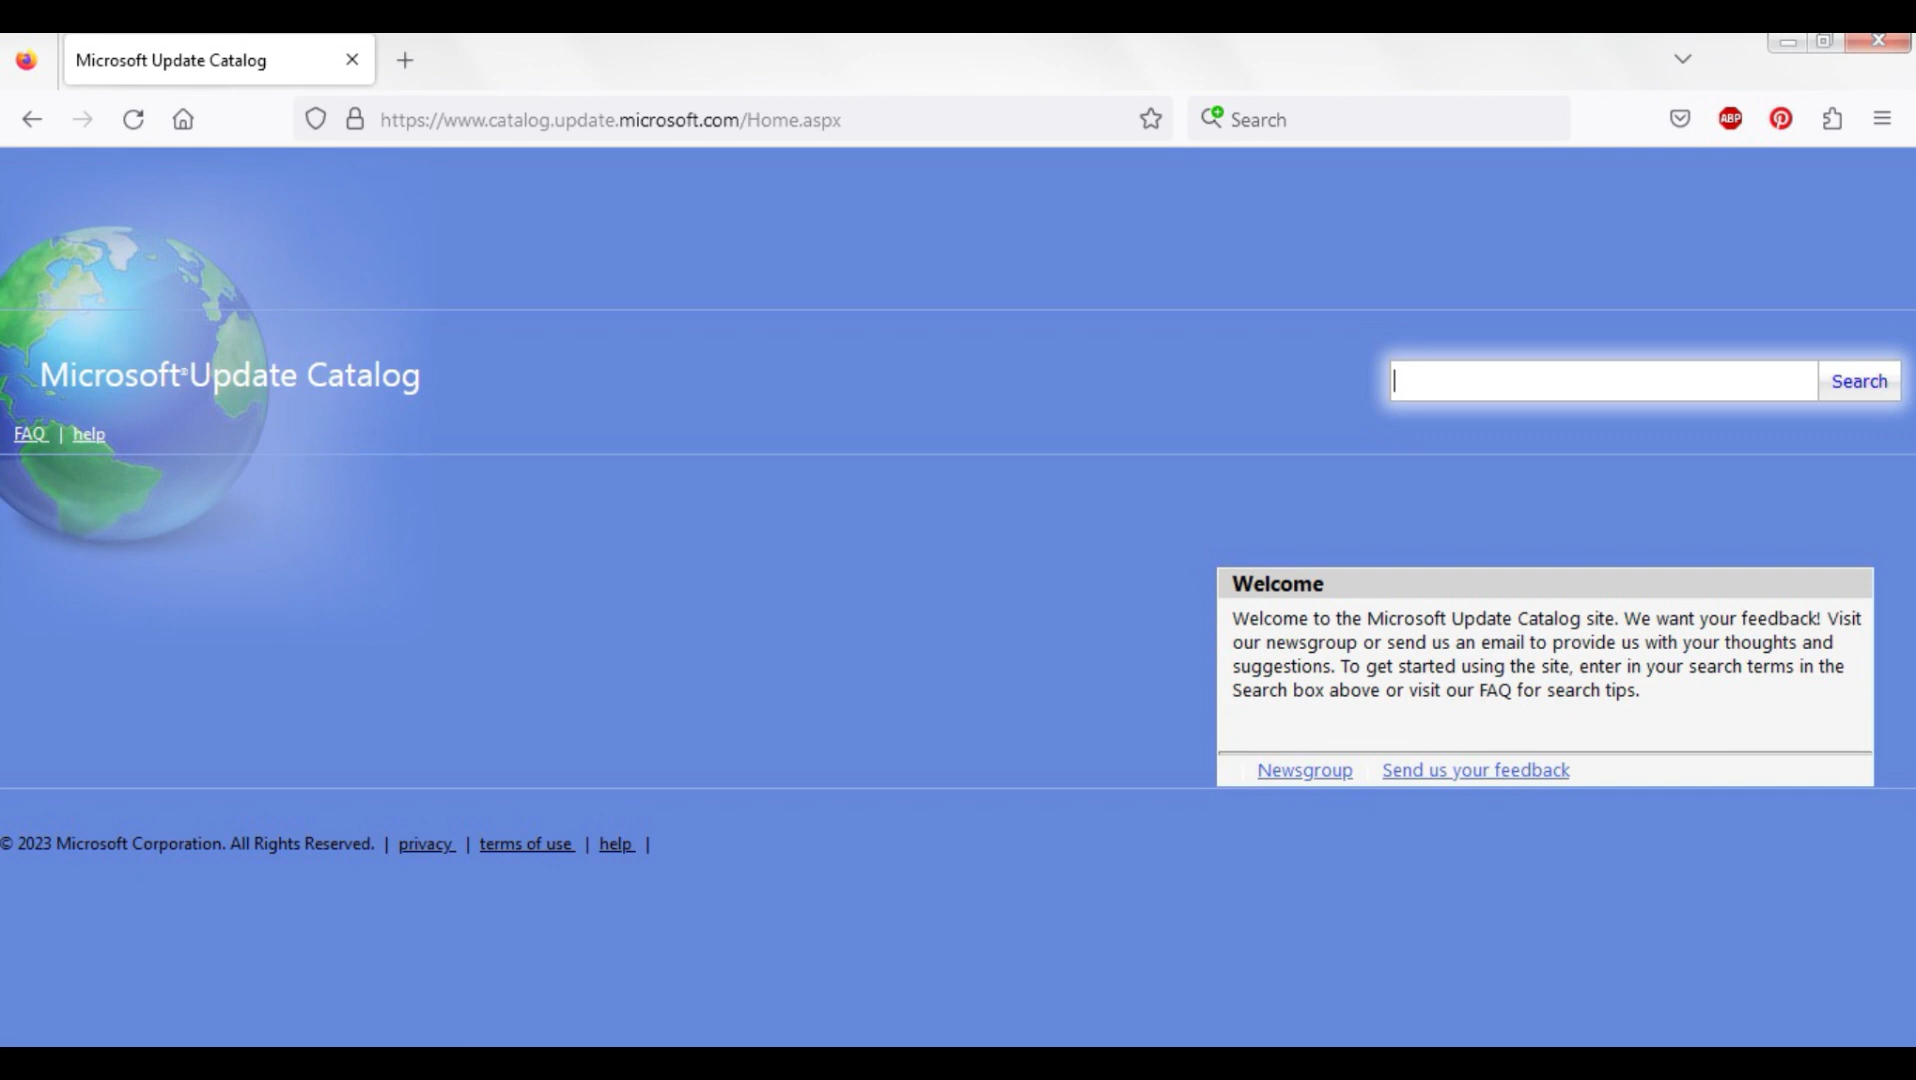 Microsoft Update Catalog
https://www.catalog.update.microsoft.com/Home.aspx
Search
ABP
Microsoft® Update Catalog
Search
FAQ | help
Welcome
Welcome to the Microsoft Update Catalog site. We want your feedback! Visit
our newsgroup or send us an email to provide us with your thoughts and
suggestions. To get started using the site, enter in your search terms in the
Search box above or visit our FAQ for search tips.
Newsgroup | Send us your feedback
© 2023 Microsoft Corporation. All Rights Reserved. | privacy | terms of use | help |